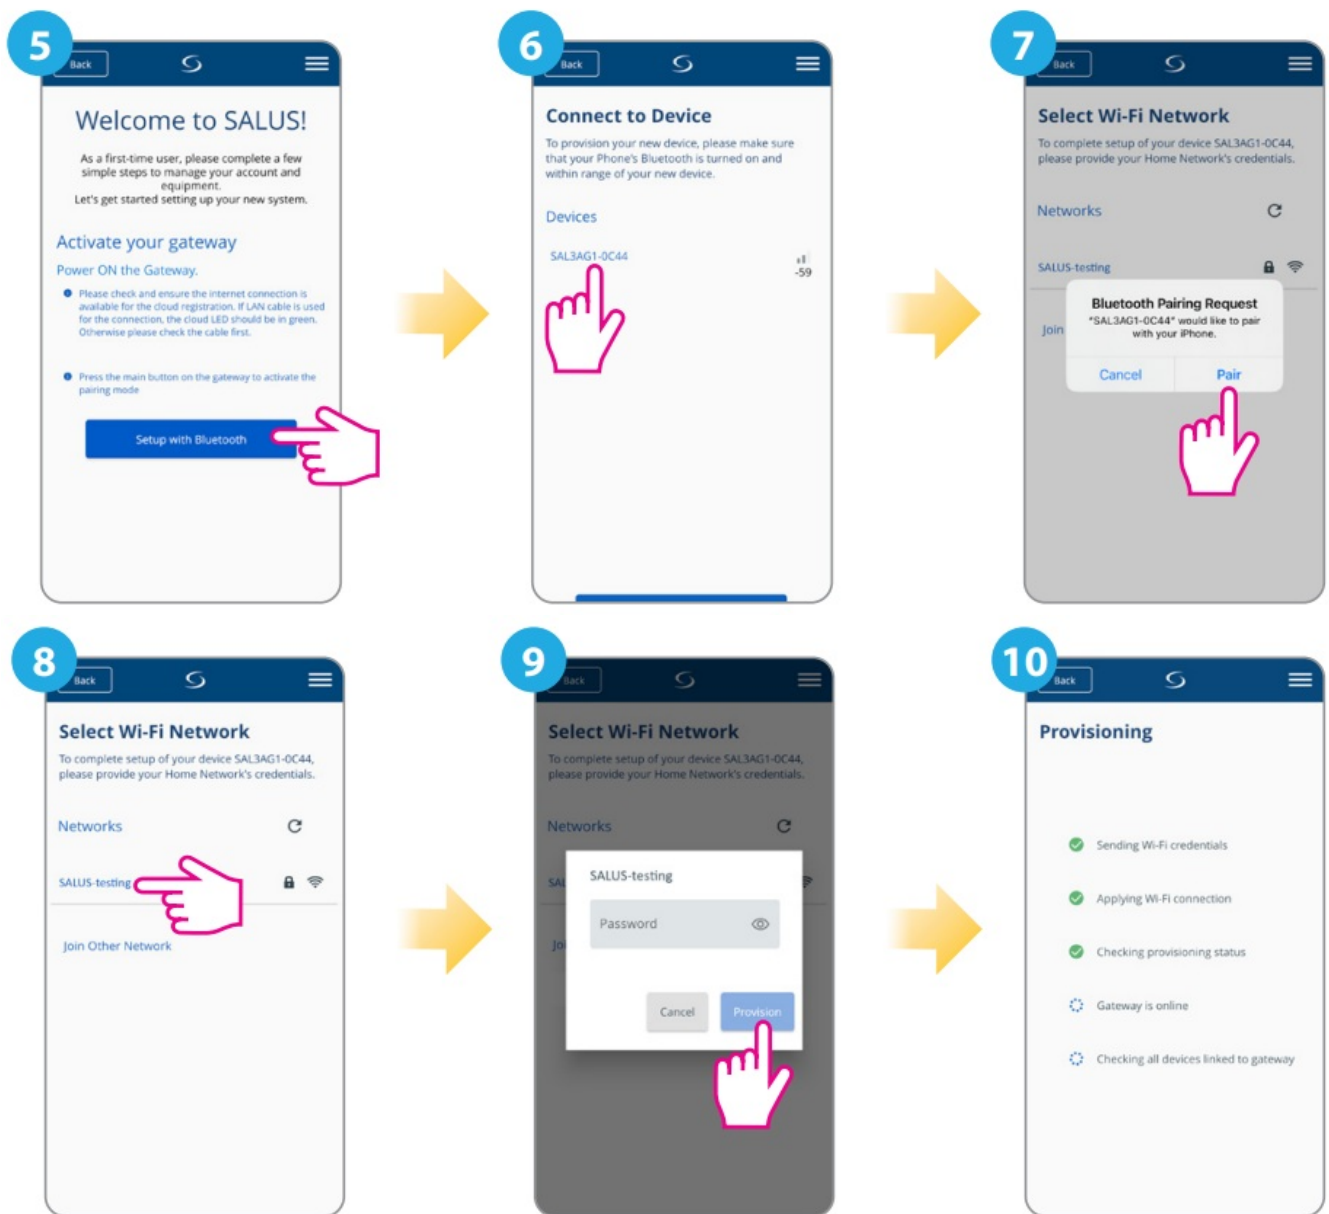 5
Back
Welcome to SALUS!
As a first-time user, please complete a few
simple steps to manage your account and
equipment.
Let's get started setting up your new system.
Activate your gateway
Power ON the Gateway.
Please check and ensure the internet connection is
available for the cloud registration. If LAN cable is used
for the connection, the cloud LED should be in green.
Otherwise please check the cable first.
Press the main button on the gateway to activate the
pairing mode
Setup with Bluetooth
6
Back
Connect to Device
To provision your new device, please make sure
that your Phone's Bluetooth is turned on and
within range of your new device.
Devices
SAL3AG1-0C44
-59
7
Back
Select Wi-Fi Network
To complete setup of your device SAL3AG1-0C44,
please provide your Home Network's credentials.
Networks
SALUS-testing
Bluetooth Pairing Request
"SAL3AG1-0C44" would like to pair
with your iPhone.
Join
Cancel Pair
8
Back
Select Wi-Fi Network
To complete setup of your device SAL3AG1-0C44,
please provide your Home Network's credentials.
Networks
SALUS-testing
Join Other Network
9
Back
Select Wi-Fi Network
To complete setup of your device SAL3AG1-0C44,
please provide your Home Network's credentials.
Networks
SAL
SALUS-testing
Password
Jo
Cancel Provision
10
Back
Provisioning
Sending Wi-Fi credentials
Applying Wi-Fi connection
Checking provisioning status
Gateway is online
Checking all devices linked to gateway